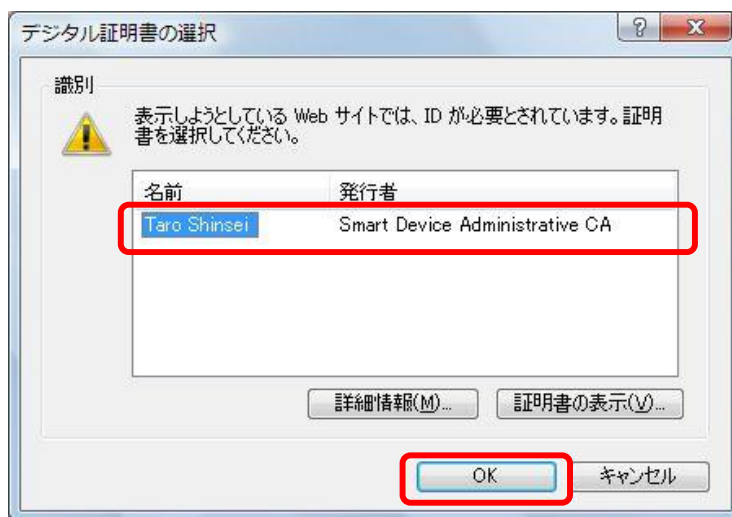 デジタル証明書の選択
識別
表示しようとしている Web サイトでは、ID が必要とされています。証明
書を選択してください。
名前 発行者
Taro Shinsei Smart Device Administrative CA
詳細情報(M)... 証明書の表示(V)...
OK キャンセル